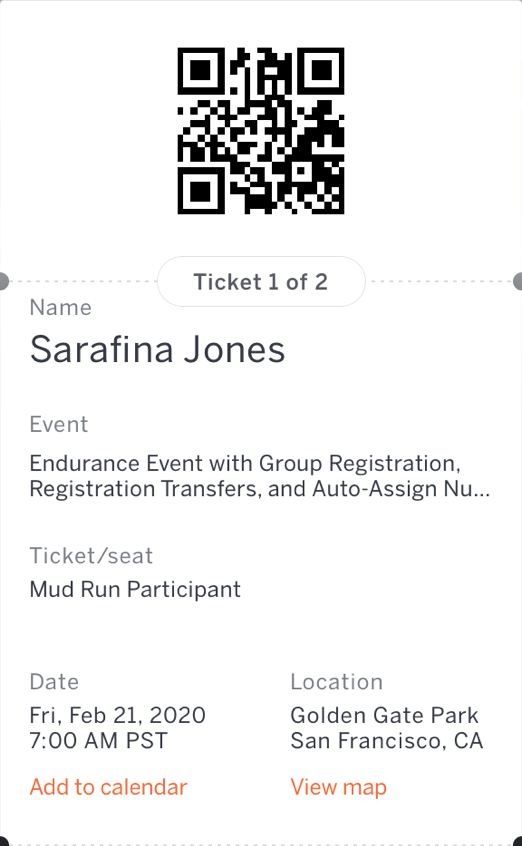 Ticket 1 of 2
Name
Sarafina Jones
Event
Endurance Event with Group Registration,
Registration Transfers, and Auto-Assign Nu...
Ticket/seat
Mud Run Participant
Date
Fri, Feb 21, 2020
7:00 AM PST
Add to calendar
Location
Golden Gate Park
San Francisco, CA
View map